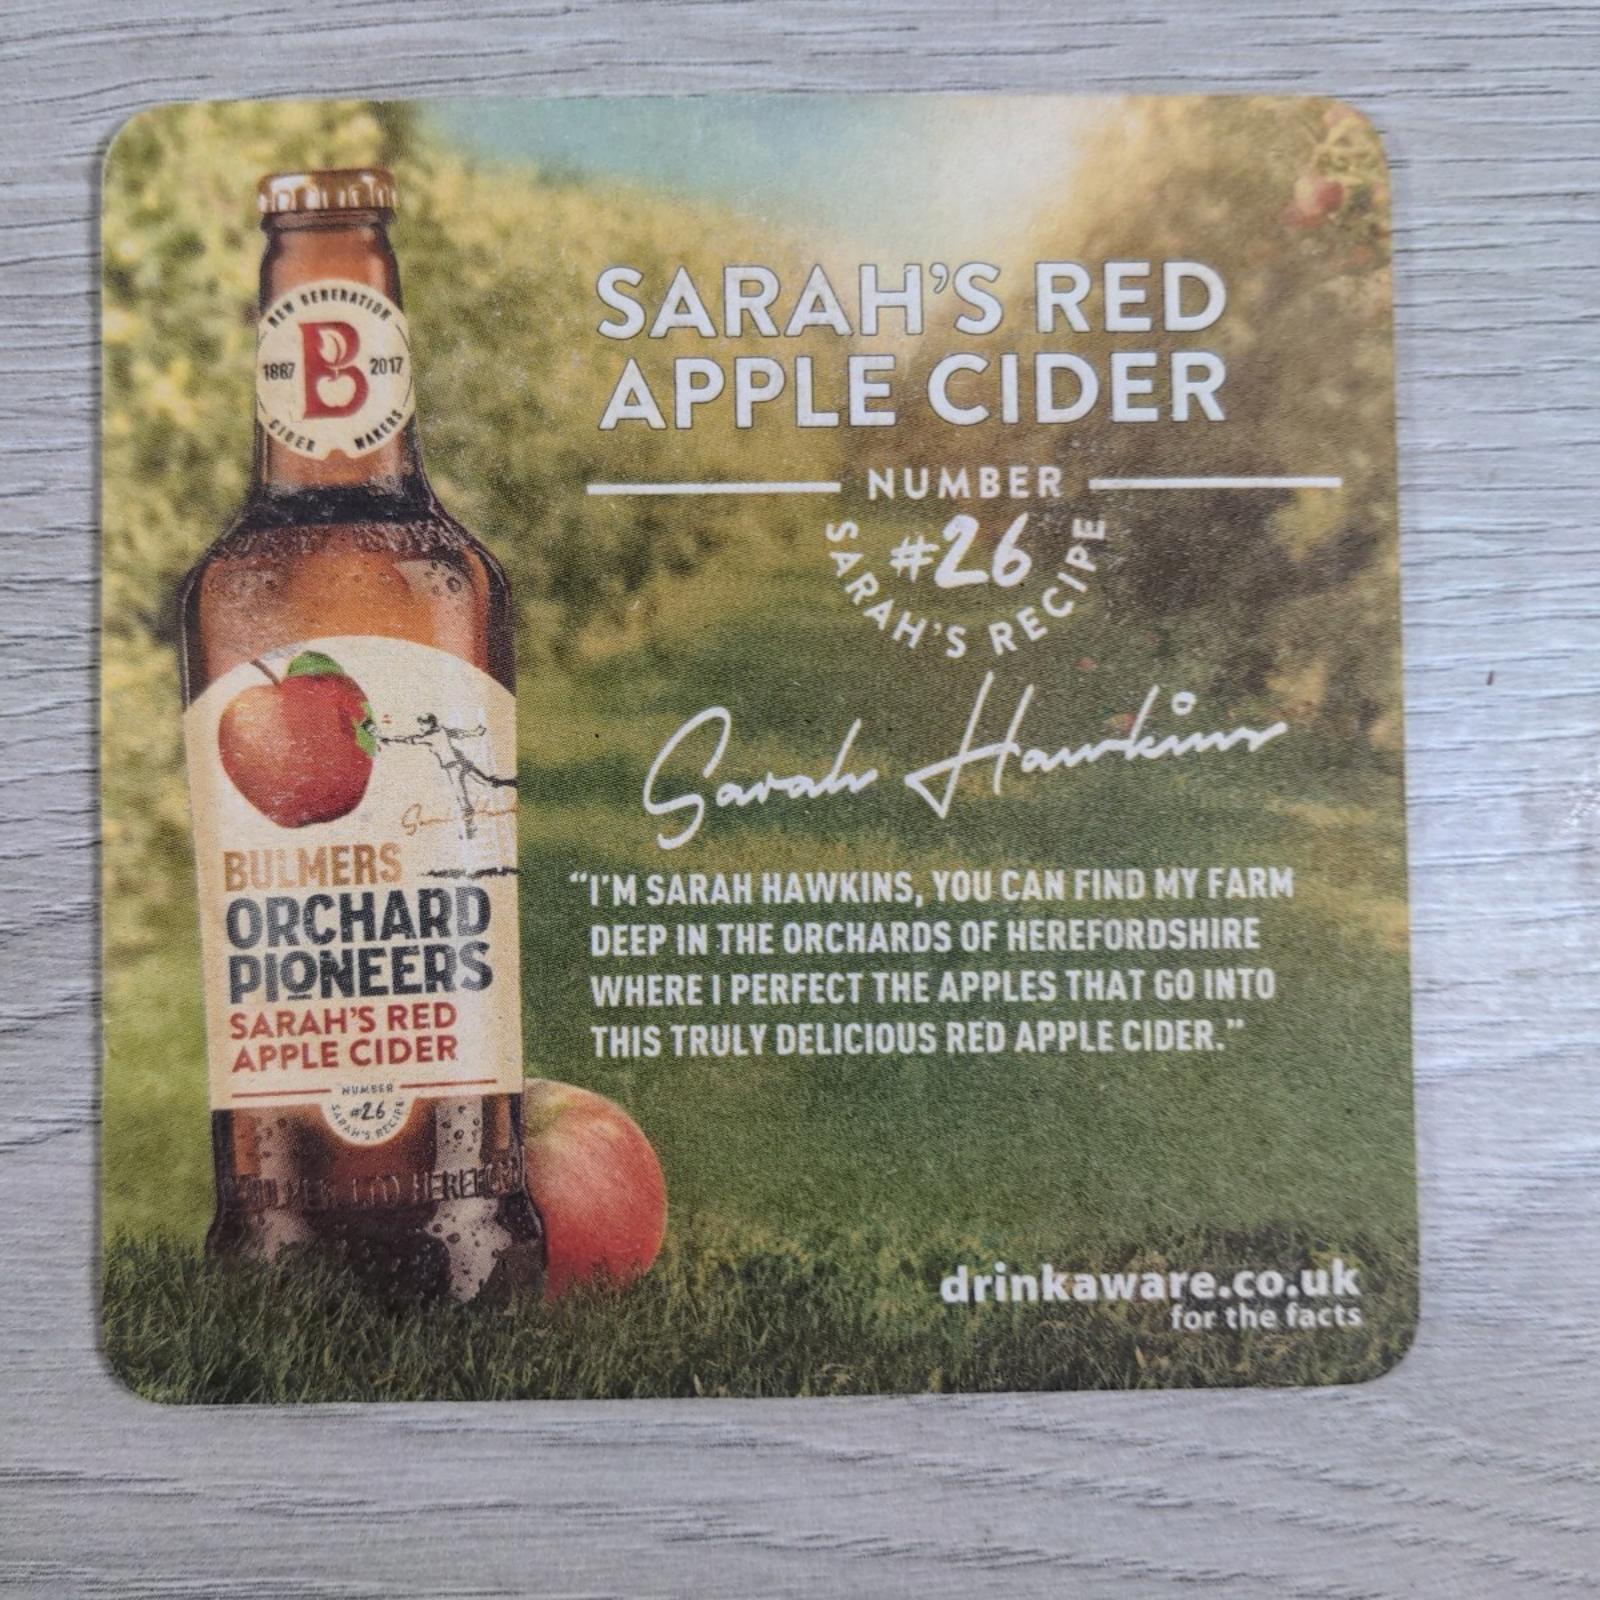 NEW GENERATION
1887 B 2017
CIDER MAKERS
SARAH'S RED
APPLE CIDER
NUMBER
#26
SARAH'S RECIPE
Sarah Hawkins
"I'M SARAH HAWKINS, YOU CAN FIND MY FARM
DEEP IN THE ORCHARDS OF HEREFORDSHIRE
WHERE I PERFECT THE APPLES THAT GO INTO
THIS TRULY DELICIOUS RED APPLE CIDER."
BULMERS
ORCHARD
PIONEERS
SARAH'S RED
APPLE CIDER
NUMBER
#26
SARAH'S RECIPE
drinkaware.co.uk
for the facts